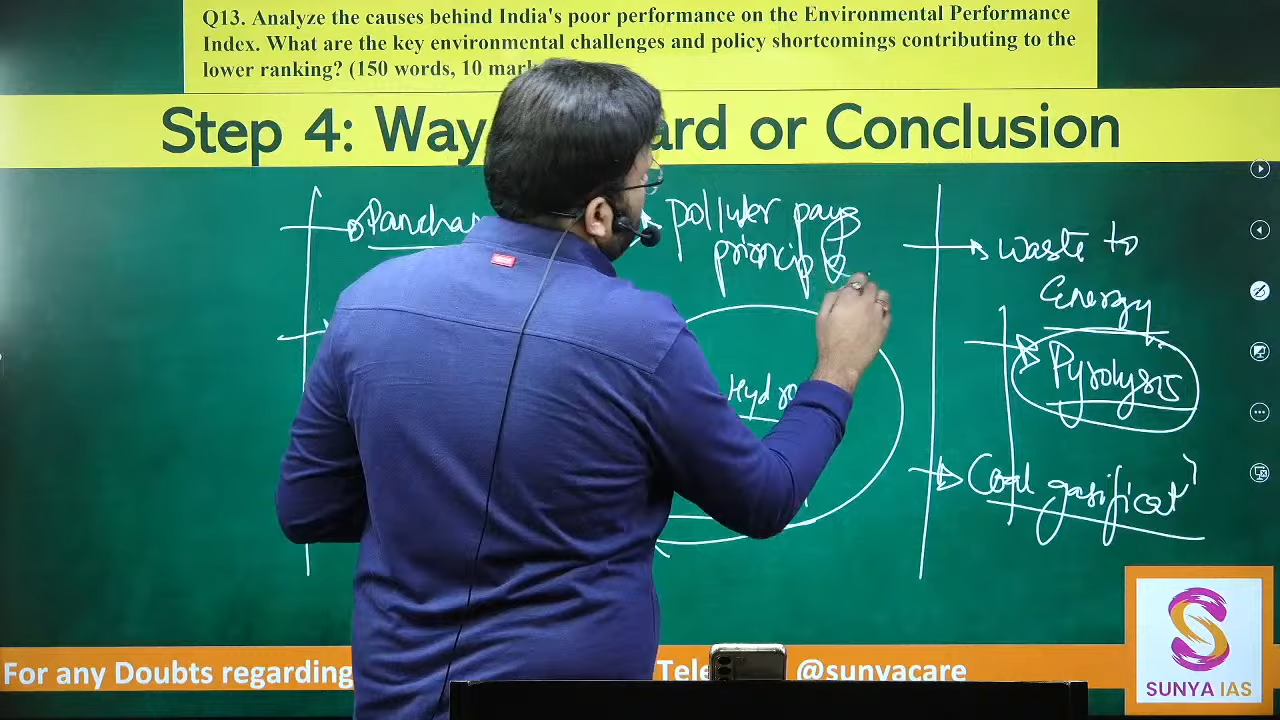 Q13. Analyze the causes behind India's poor performance on the Environmental Performance
Index. What are the key environmental challenges and policy shortcomings contributing to the
lower ranking? (150 words, 10 mark
Step 4: Way ard or Conclusion
Pancha
polluter pays
principle
waste to
Energy
Pyrolysis
Hydro
Coal gasificat'
For any Doubts regarding Tele @sunyacare
SUNYA IAS